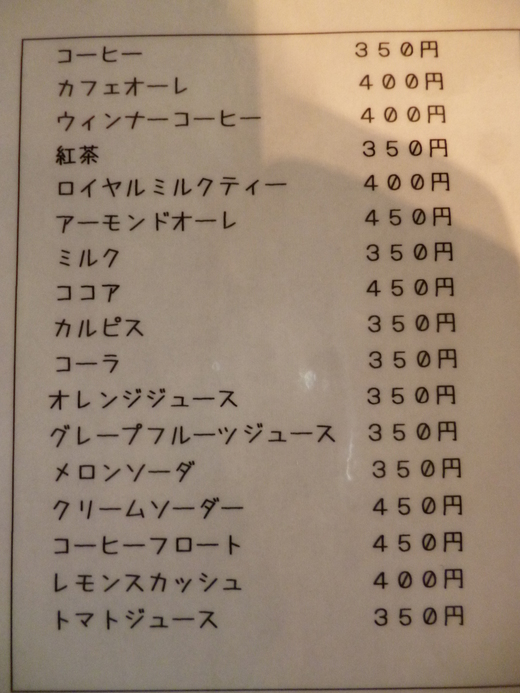 コーヒー ３５０円
カフェオーレ ４００円
ウィンナーコーヒー ４００円
紅茶 ３５０円
ロイヤルミルクティー ４００円
アーモンドオーレ ４５０円
ミルク ３５０円
ココア ４５０円
カルピス ３５０円
コーラ ３５０円
オレンジジュース ３５０円
グレープフルーツジュース ３５０円
メロンソーダ ３５０円
クリームソーダー ４５０円
コーヒーフロート ４５０円
レモンスカッシュ ４００円
トマトジュース ３５０円